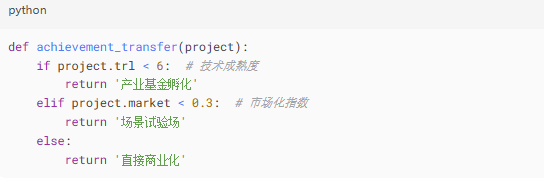 python
def achievement_transfer(project):
    if project.trl < 6:  # 技术成熟度
        return '产业基金孵化'
    elif project.market < 0.3:  # 市场化指数
        return '场景试验场'
    else:
        return '直接商业化'